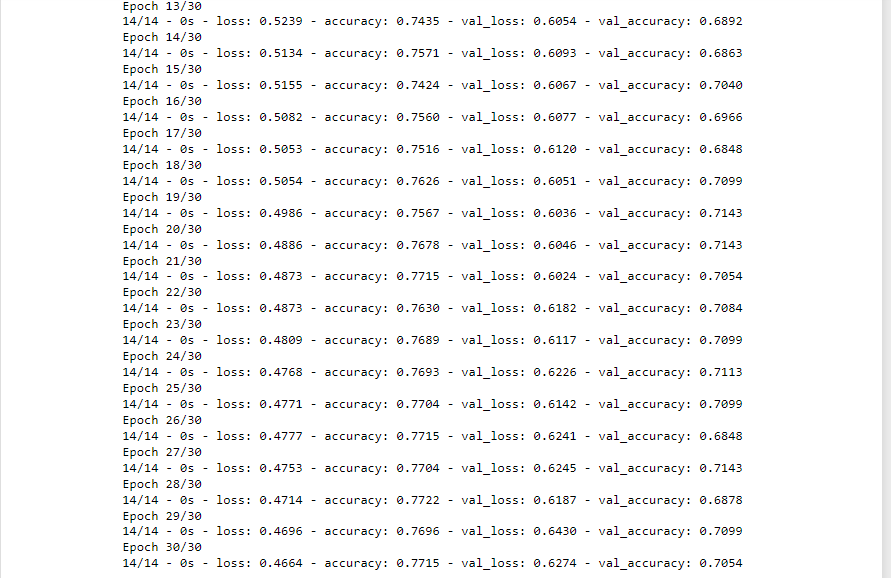 Epoch 13/30
14/14 - 0s - loss: 0.5239 - accuracy: 0.7435 - val_loss: 0.6054 - val_accuracy: 0.6892
Epoch 14/30
14/14 - 0s - loss: 0.5134 - accuracy: 0.7571 - val_loss: 0.6093 - val_accuracy: 0.6863
Epoch 15/30
14/14 - 0s - loss: 0.5155 - accuracy: 0.7424 - val_loss: 0.6067 - val_accuracy: 0.7040
Epoch 16/30
14/14 - 0s - loss: 0.5082 - accuracy: 0.7560 - val_loss: 0.6077 - val_accuracy: 0.6966
Epoch 17/30
14/14 - 0s - loss: 0.5053 - accuracy: 0.7516 - val_loss: 0.6120 - val_accuracy: 0.6848
Epoch 18/30
14/14 - 0s - loss: 0.5054 - accuracy: 0.7626 - val_loss: 0.6051 - val_accuracy: 0.7099
Epoch 19/30
14/14 - 0s - loss: 0.4986 - accuracy: 0.7567 - val_loss: 0.6036 - val_accuracy: 0.7143
Epoch 20/30
14/14 - 0s - loss: 0.4886 - accuracy: 0.7678 - val_loss: 0.6046 - val_accuracy: 0.7143
Epoch 21/30
14/14 - 0s - loss: 0.4873 - accuracy: 0.7715 - val_loss: 0.6024 - val_accuracy: 0.7054
Epoch 22/30
14/14 - 0s - loss: 0.4873 - accuracy: 0.7630 - val_loss: 0.6182 - val_accuracy: 0.7084
Epoch 23/30
14/14 - 0s - loss: 0.4809 - accuracy: 0.7689 - val_loss: 0.6117 - val_accuracy: 0.7099
Epoch 24/30
14/14 - 0s - loss: 0.4768 - accuracy: 0.7693 - val_loss: 0.6226 - val_accuracy: 0.7113
Epoch 25/30
14/14 - 0s - loss: 0.4771 - accuracy: 0.7704 - val_loss: 0.6142 - val_accuracy: 0.7099
Epoch 26/30
14/14 - 0s - loss: 0.4777 - accuracy: 0.7715 - val_loss: 0.6241 - val_accuracy: 0.6848
Epoch 27/30
14/14 - 0s - loss: 0.4753 - accuracy: 0.7704 - val_loss: 0.6245 - val_accuracy: 0.7143
Epoch 28/30
14/14 - 0s - loss: 0.4714 - accuracy: 0.7722 - val_loss: 0.6187 - val_accuracy: 0.6878
Epoch 29/30
14/14 - 0s - loss: 0.4696 - accuracy: 0.7696 - val_loss: 0.6430 - val_accuracy: 0.7099
Epoch 30/30
14/14 - 0s - loss: 0.4664 - accuracy: 0.7715 - val_loss: 0.6274 - val_accuracy: 0.7054